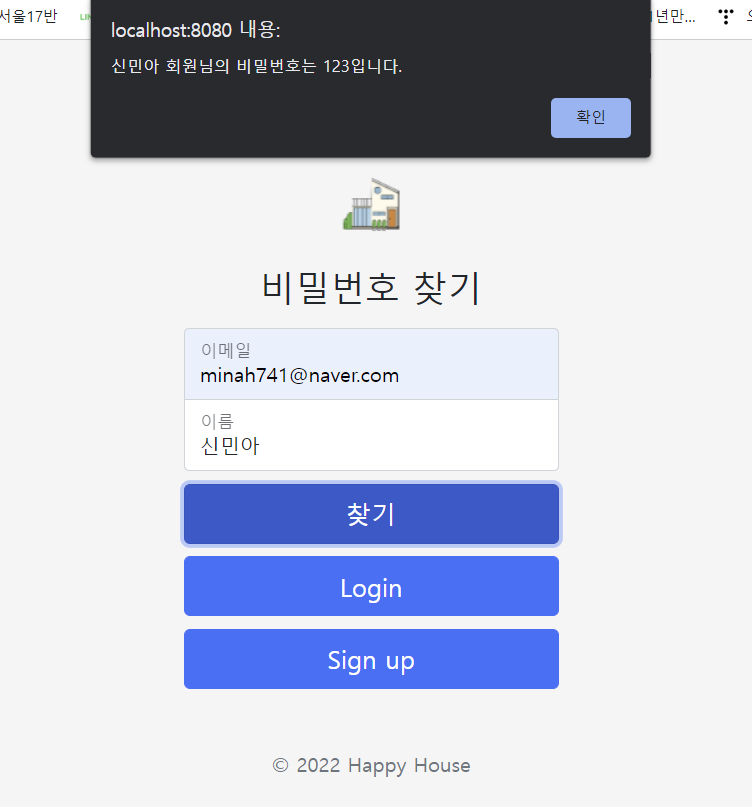 서울17반
1년만...
localhost:8080 내용:
신민아 회원님의 비밀번호는 123입니다.
확인
비밀번호 찾기
이메일
minah741@naver.com
이름
신민아
찾기
Login
Sign up
© 2022 Happy House